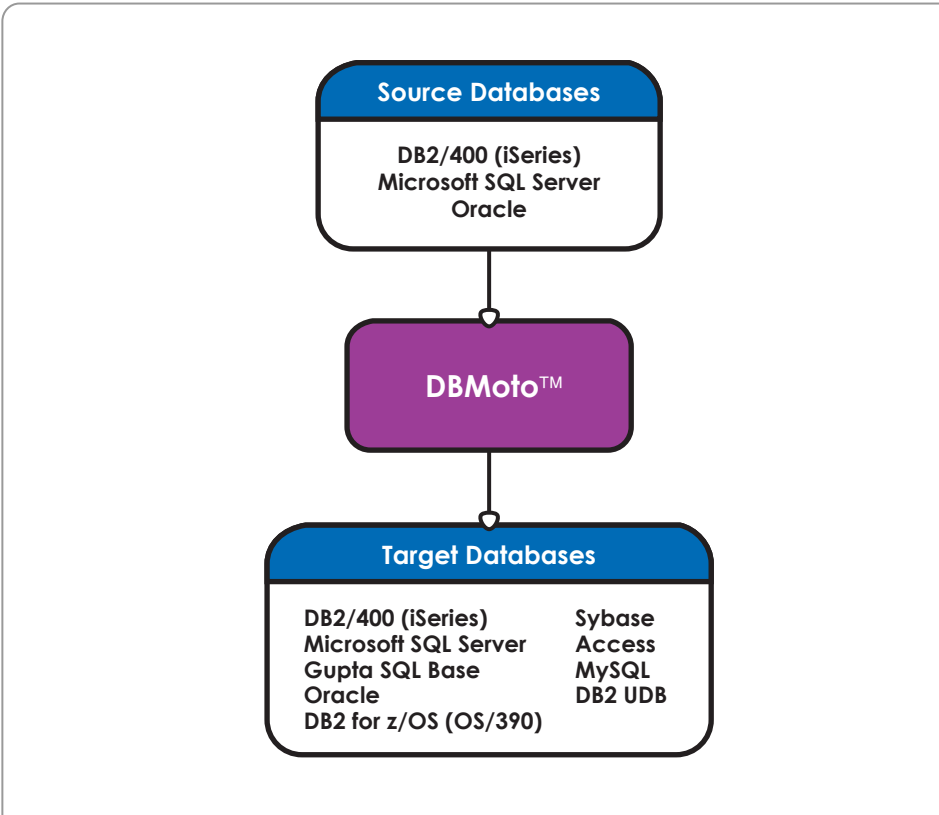 Source Databases
DB2/400 (iSeries)
Microsoft SQL Server
Oracle
DBMoto™
Target Databases
DB2/400 (iSeries)
Microsoft SQL Server
Gupta SQL Base
Oracle
DB2 for z/OS (OS/390)
Sybase
Access
MySQL
DB2 UDB